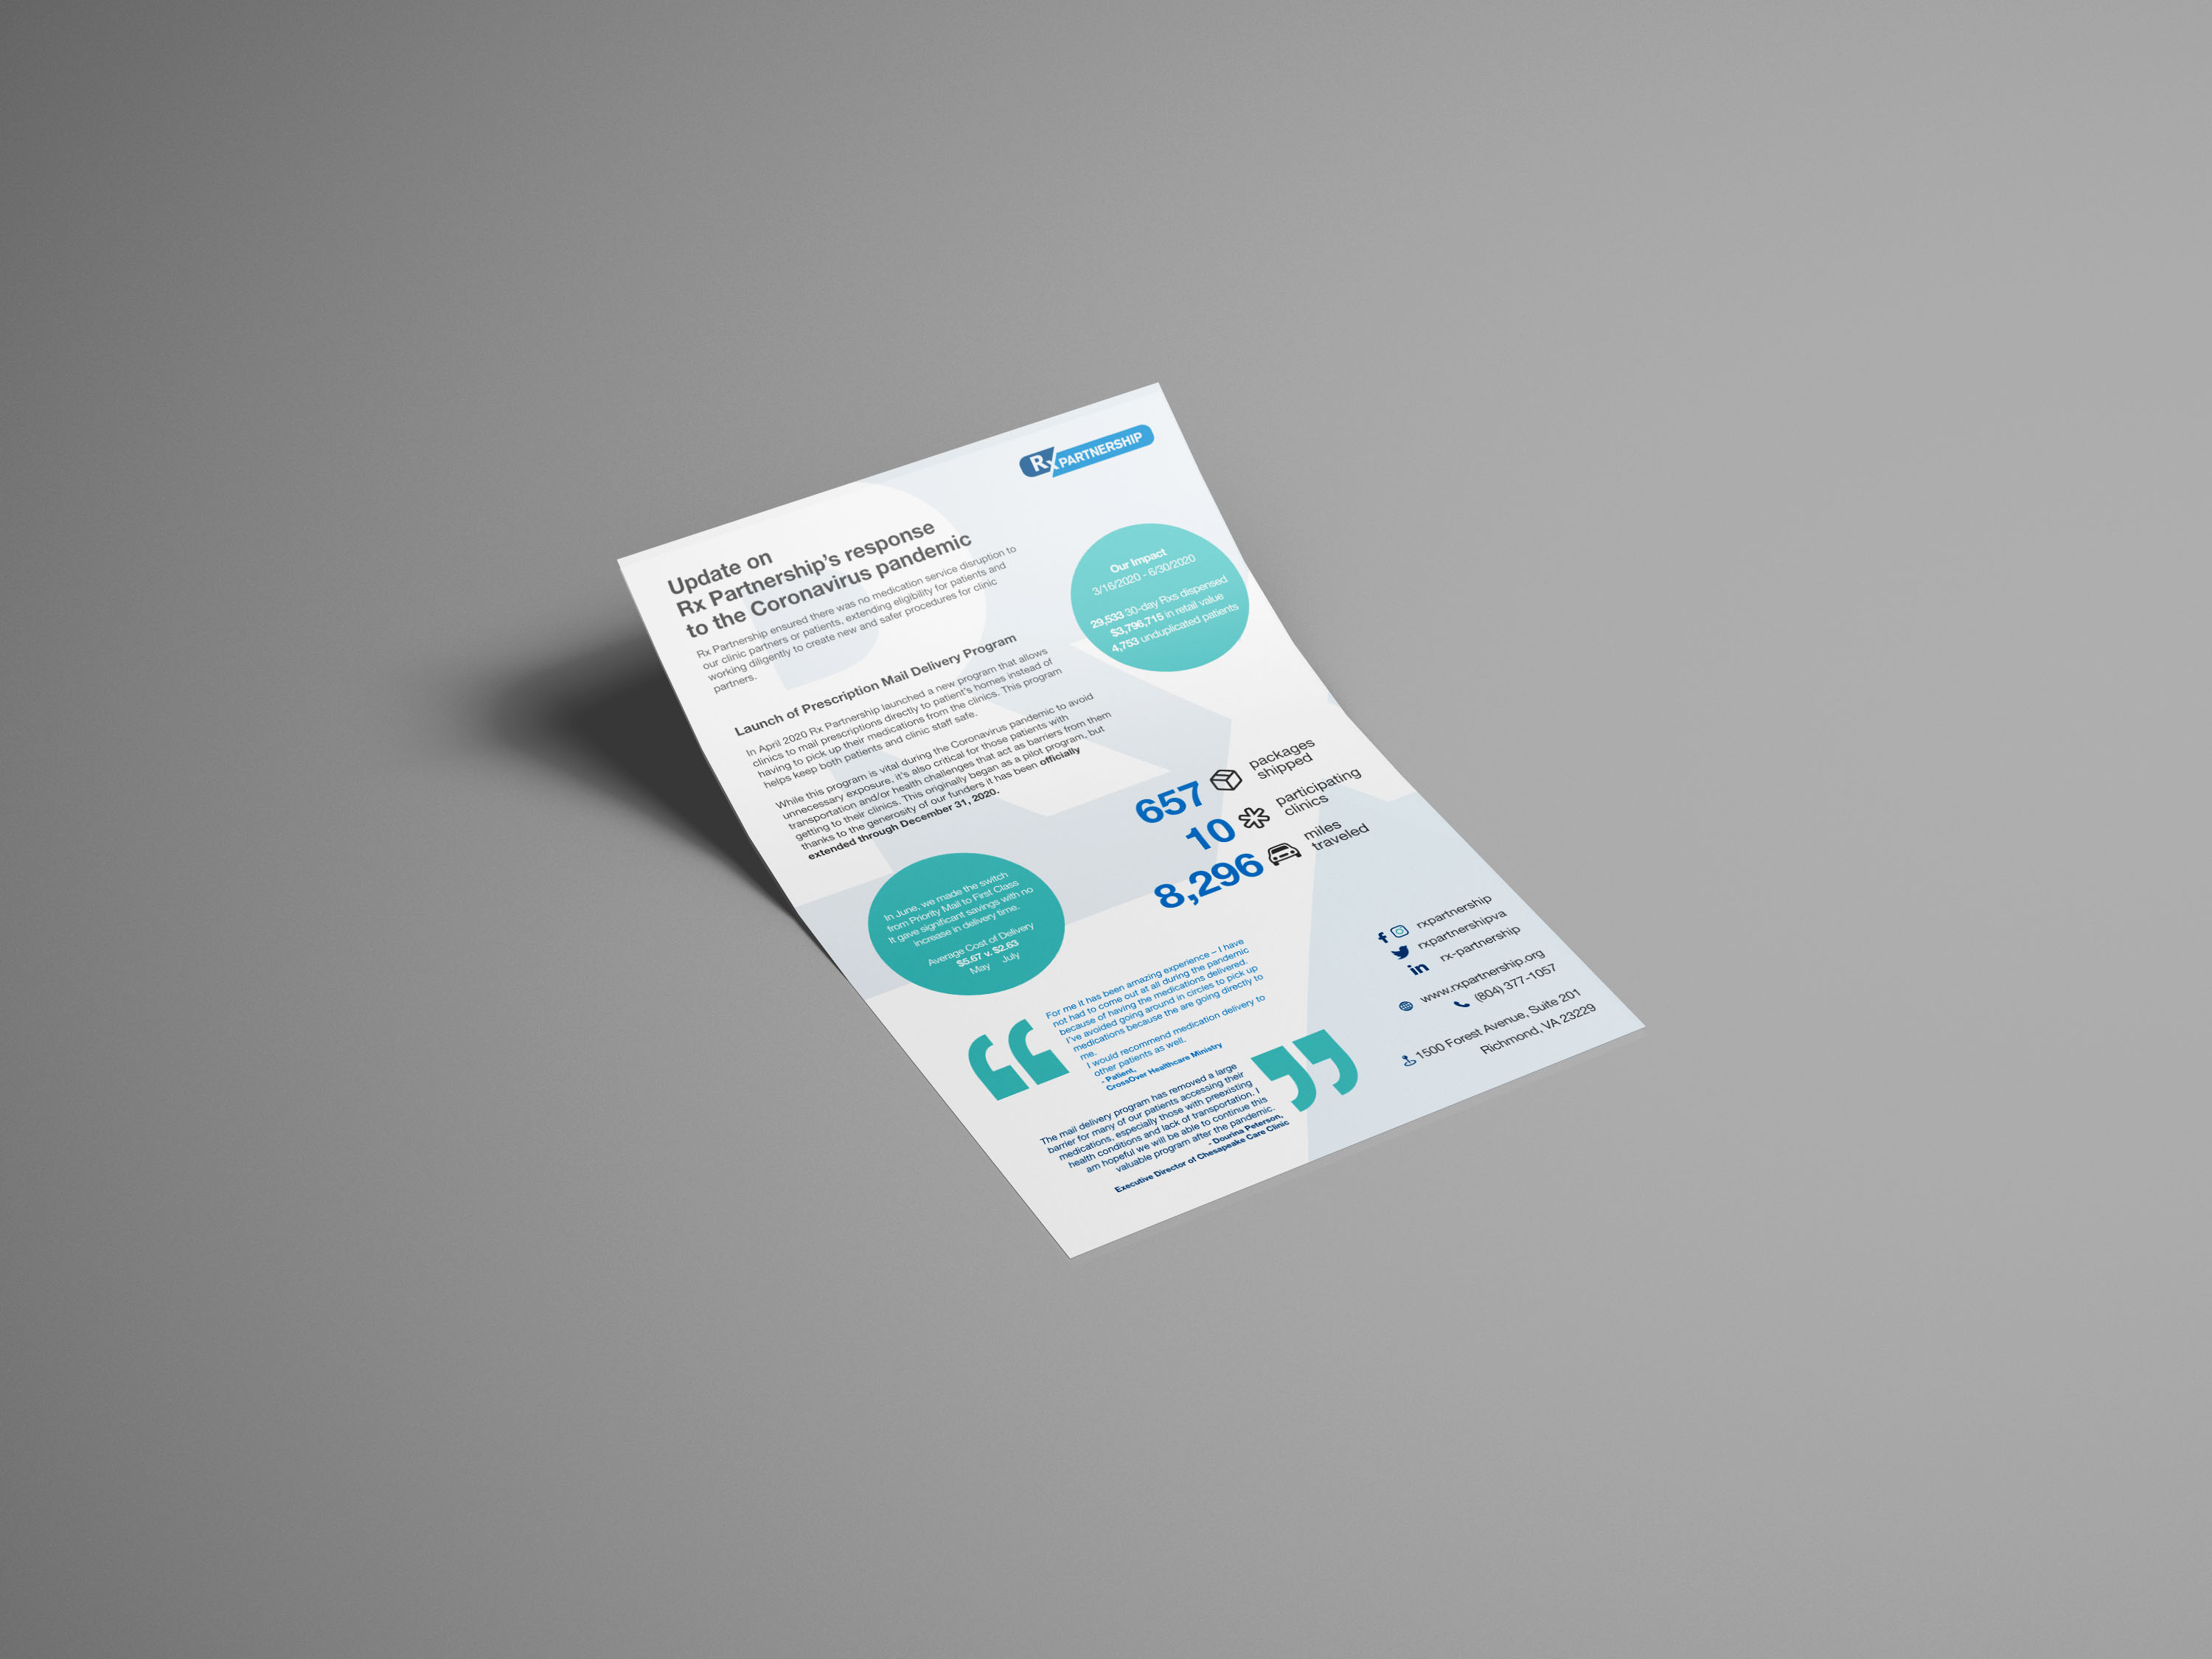 Rx PARTNERSHIP
Update on
Rx Partnership's response
to the Coronavirus pandemic
Rx Partnership ensured there was no medication service disruption to
our clinic partners or patients, extending eligibility for patients and
working diligently to create new and safer procedures for clinic
partners.
Our Impact
3/16/2020 - 6/30/2020
29,533 30-day Rxs dispensed
$3,796,715 in retail value
4,753 unduplicated patients
Launch of Prescription Mail Delivery Program
In April 2020 Rx Partnership launched a new program that allows
clinics to mail prescriptions directly to patient's homes instead of
having to pick up their medications from the clinics. This program
helps keep both patients and clinic staff safe.
While this program is vital during the Coronavirus pandemic to avoid
unnecessary exposure, it's also critical for those patients with
transportation and/or health challenges that act as barriers from them
getting to their clinics. This originally began as a pilot program, but
thanks to the generosity of our funders it has been officially
extended through December 31, 2020.
657 packages
shipped
10 participating
clinics
8,296 miles
traveled
In June, we made the switch
from Priority Mail to First Class
It gave significant savings with no
increase in delivery time.
Average Cost of Delivery
$5.67 v. $2.63
May July
“
For me it has been amazing experience – I have
not had to come out at all during the pandemic
because of having the medications delivered.
I've avoided going around in circles to pick up
medications because the are going directly to
me.
I would recommend medication delivery to
other patients as well.
- Patient,
CrossOver Healthcare Ministry
The mail delivery program has removed a large
barrier for many of our patients accessing their
medications, especially those with preexisting
health conditions and lack of transportation. I
am hopeful we will be able to continue this
valuable program after the pandemic.
- Dourina Peterson,
Executive Director of Chesapeake Care Clinic
”
rxpartnership
rxpartnershipva
rx-partnership
www.rxpartnership.org
(804) 377-1057
1500 Forest Avenue, Suite 201
Richmond, VA 23229